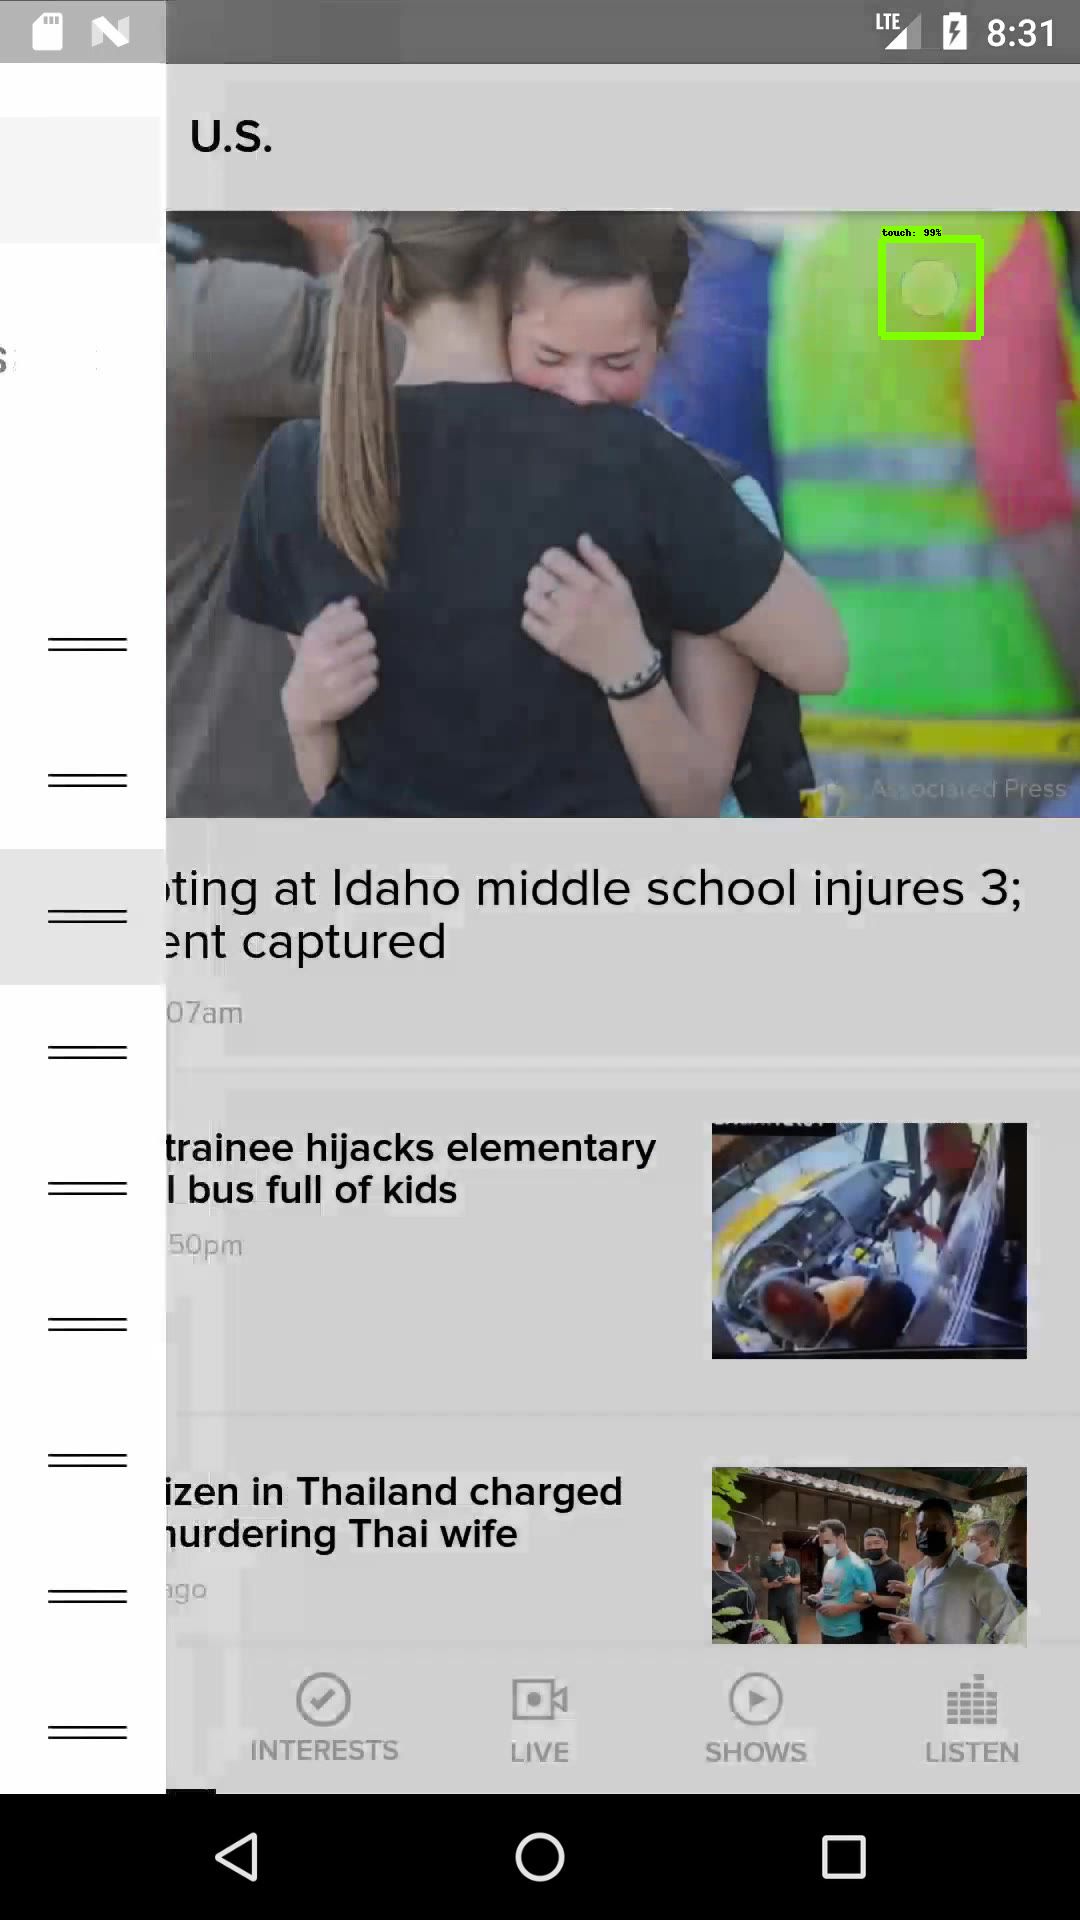 LTE 8:31
U.S.
touch: 99%
S
Associated Press
ting at Idaho middle school injures 3;
ent captured
07am
trainee hijacks elementary
l bus full of kids
50pm
izen in Thailand charged
murdering Thai wife
ago
INTERESTS
LIVE
SHOWS
LISTEN